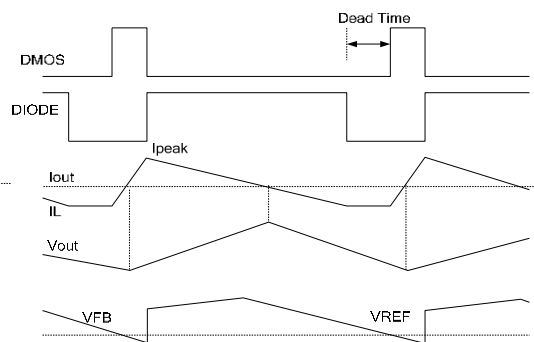 Dead Time
DMOS
DIODE
Ipeak
Iout
IL
Vout
VFB
VREF